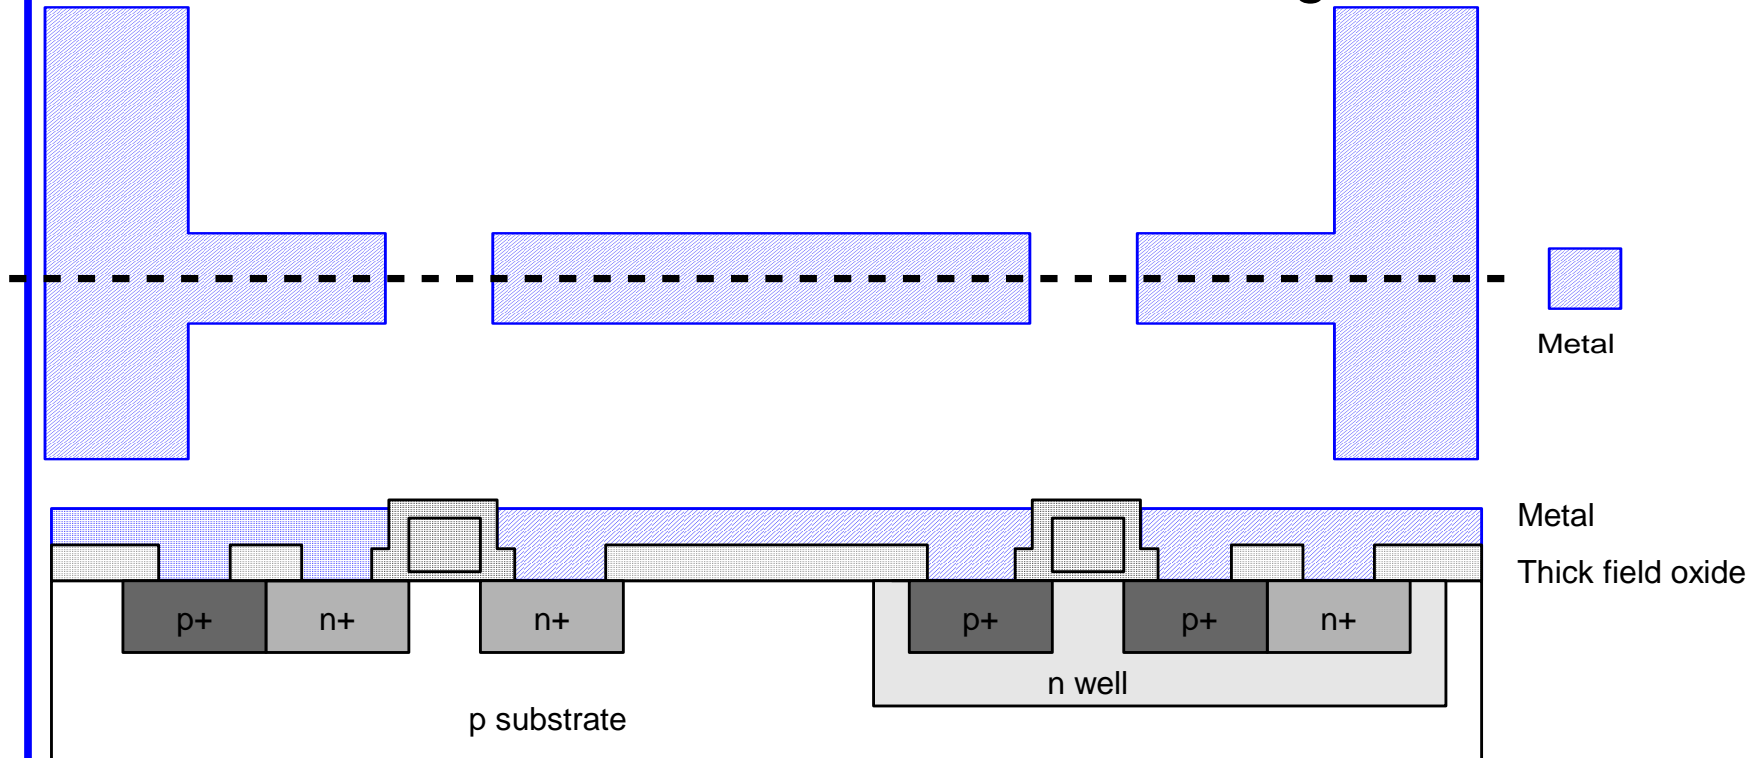 Metal
Metal
Thick field oxide
p+ n+ n+ p+ p+ n+
n well
p substrate